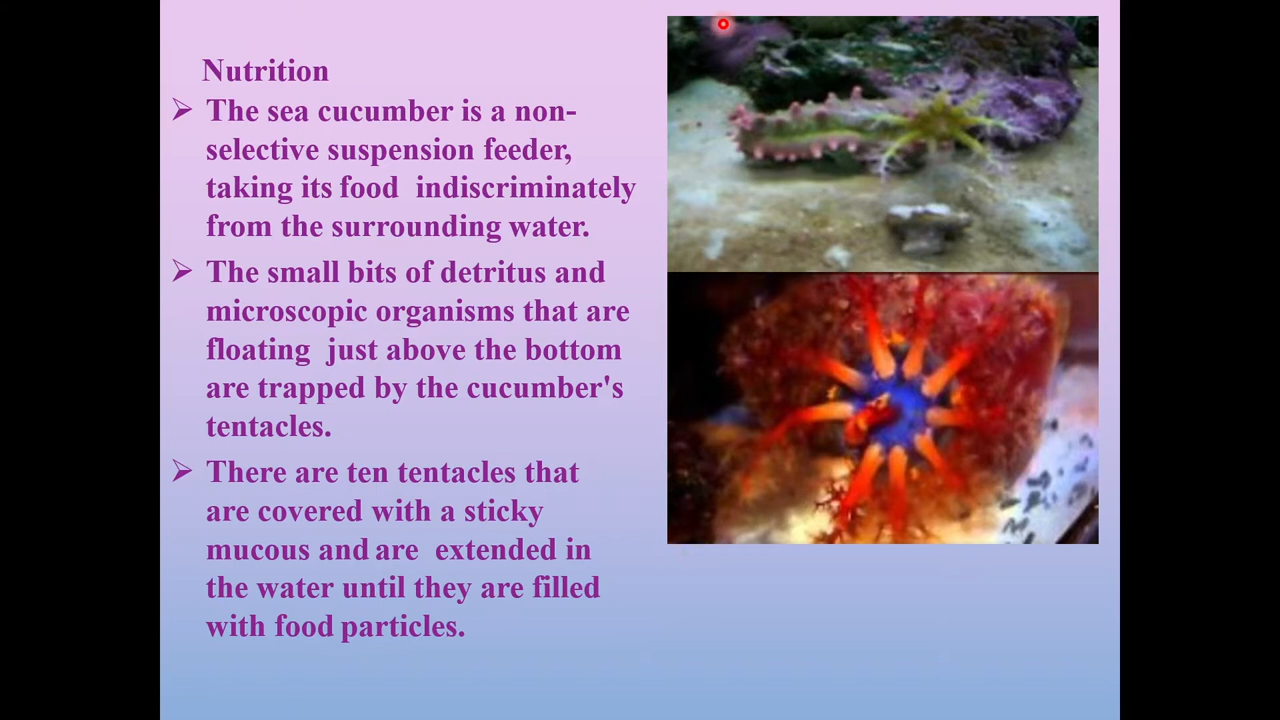 Nutrition
➢ The sea cucumber is a non-
selective suspension feeder,
taking its food indiscriminately
from the surrounding water.
➢ The small bits of detritus and
microscopic organisms that are
floating just above the bottom
are trapped by the cucumber's
tentacles.
➢ There are ten tentacles that
are covered with a sticky
mucous and are extended in
the water until they are filled
with food particles.